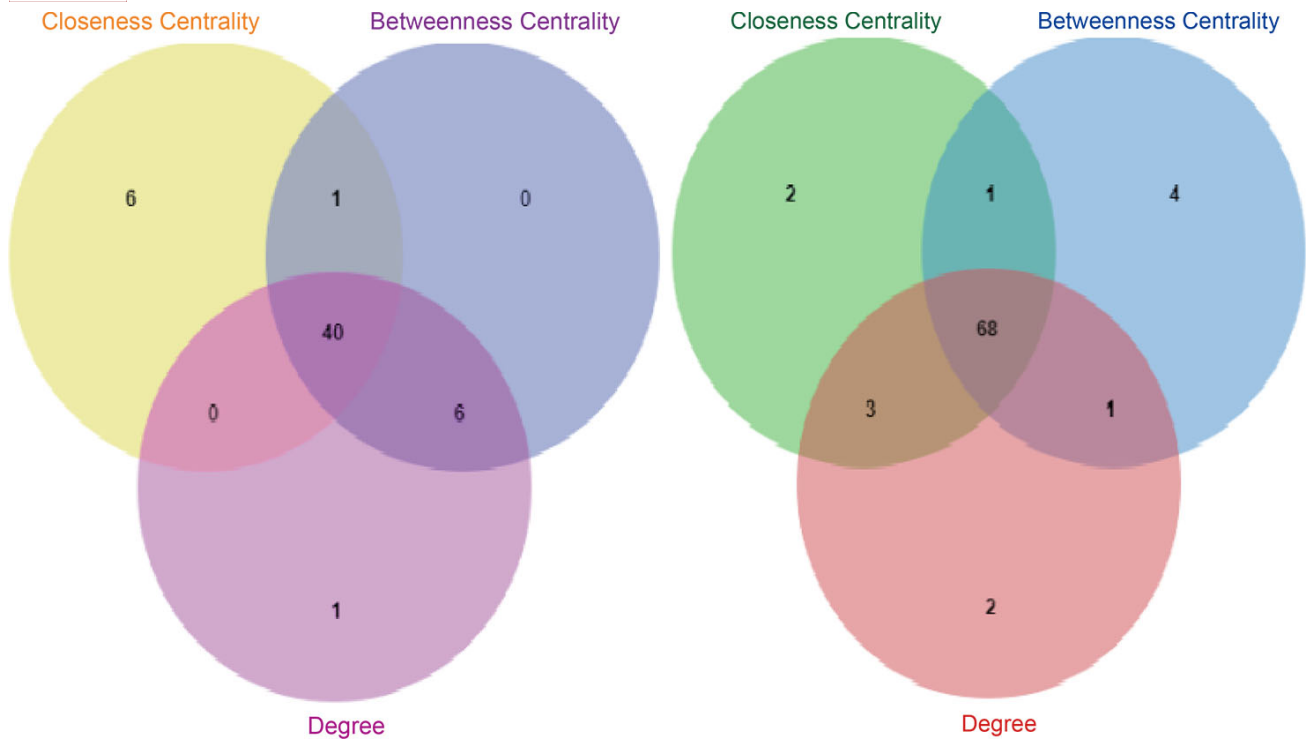 Closeness Centrality Betweenness Centrality
6 1 0
40
0 6
1
Degree
Closeness Centrality Betweenness Centrality
2 1 4
68
3 1
2
Degree